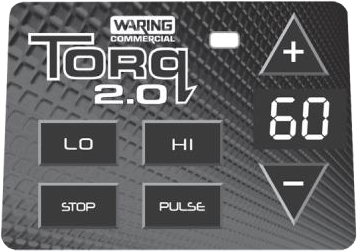 WARING
COMMERCIAL
TORQ
2.0
+
60
LO
HI
STOP
PULSE
−